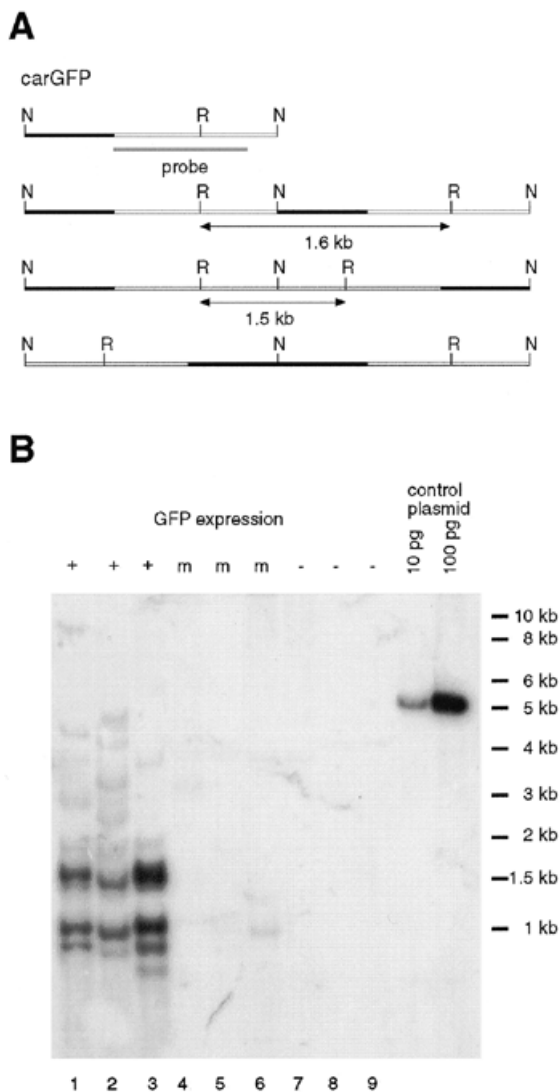 A
carGFP
N R N
probe
N R N R N
1.6 kb
N R N R N
1.5 kb
N R N R N
B
GFP expression
control
plasmid
+ + + m m m - - - 10 pg 100 pg
10 kb
8 kb
6 kb
5 kb
4 kb
3 kb
2 kb
1.5 kb
1 kb
1 2 3 4 5 6 7 8 9